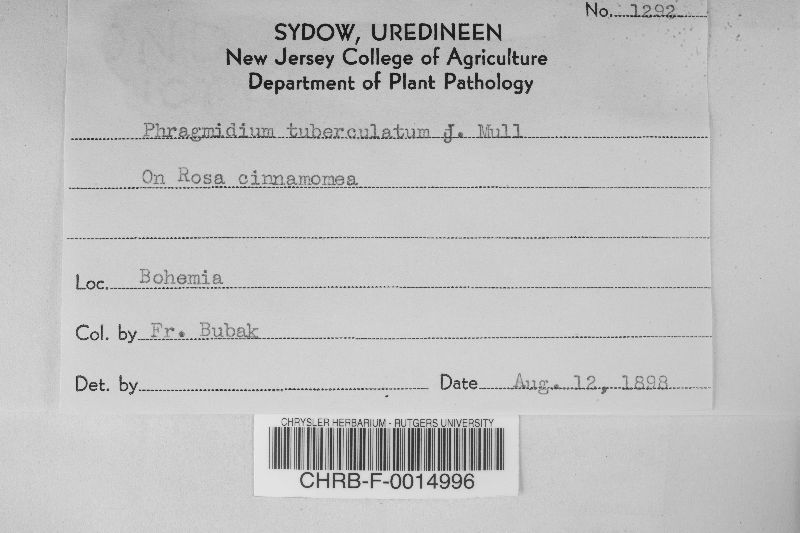 No. 1292
SYDOW, UREDINEEN
New Jersey College of Agriculture
Department of Plant Pathology
Phragmidium tuberculatum J. Mull
On Rosa cinnamomea
Loc. Bohemia
Col. by Fr. Bubak
Det. by
Date Aug. 12, 1898
CHRYSLER HERBARIUM - RUTGERS UNIVERSITY
CHRB-F-0014996